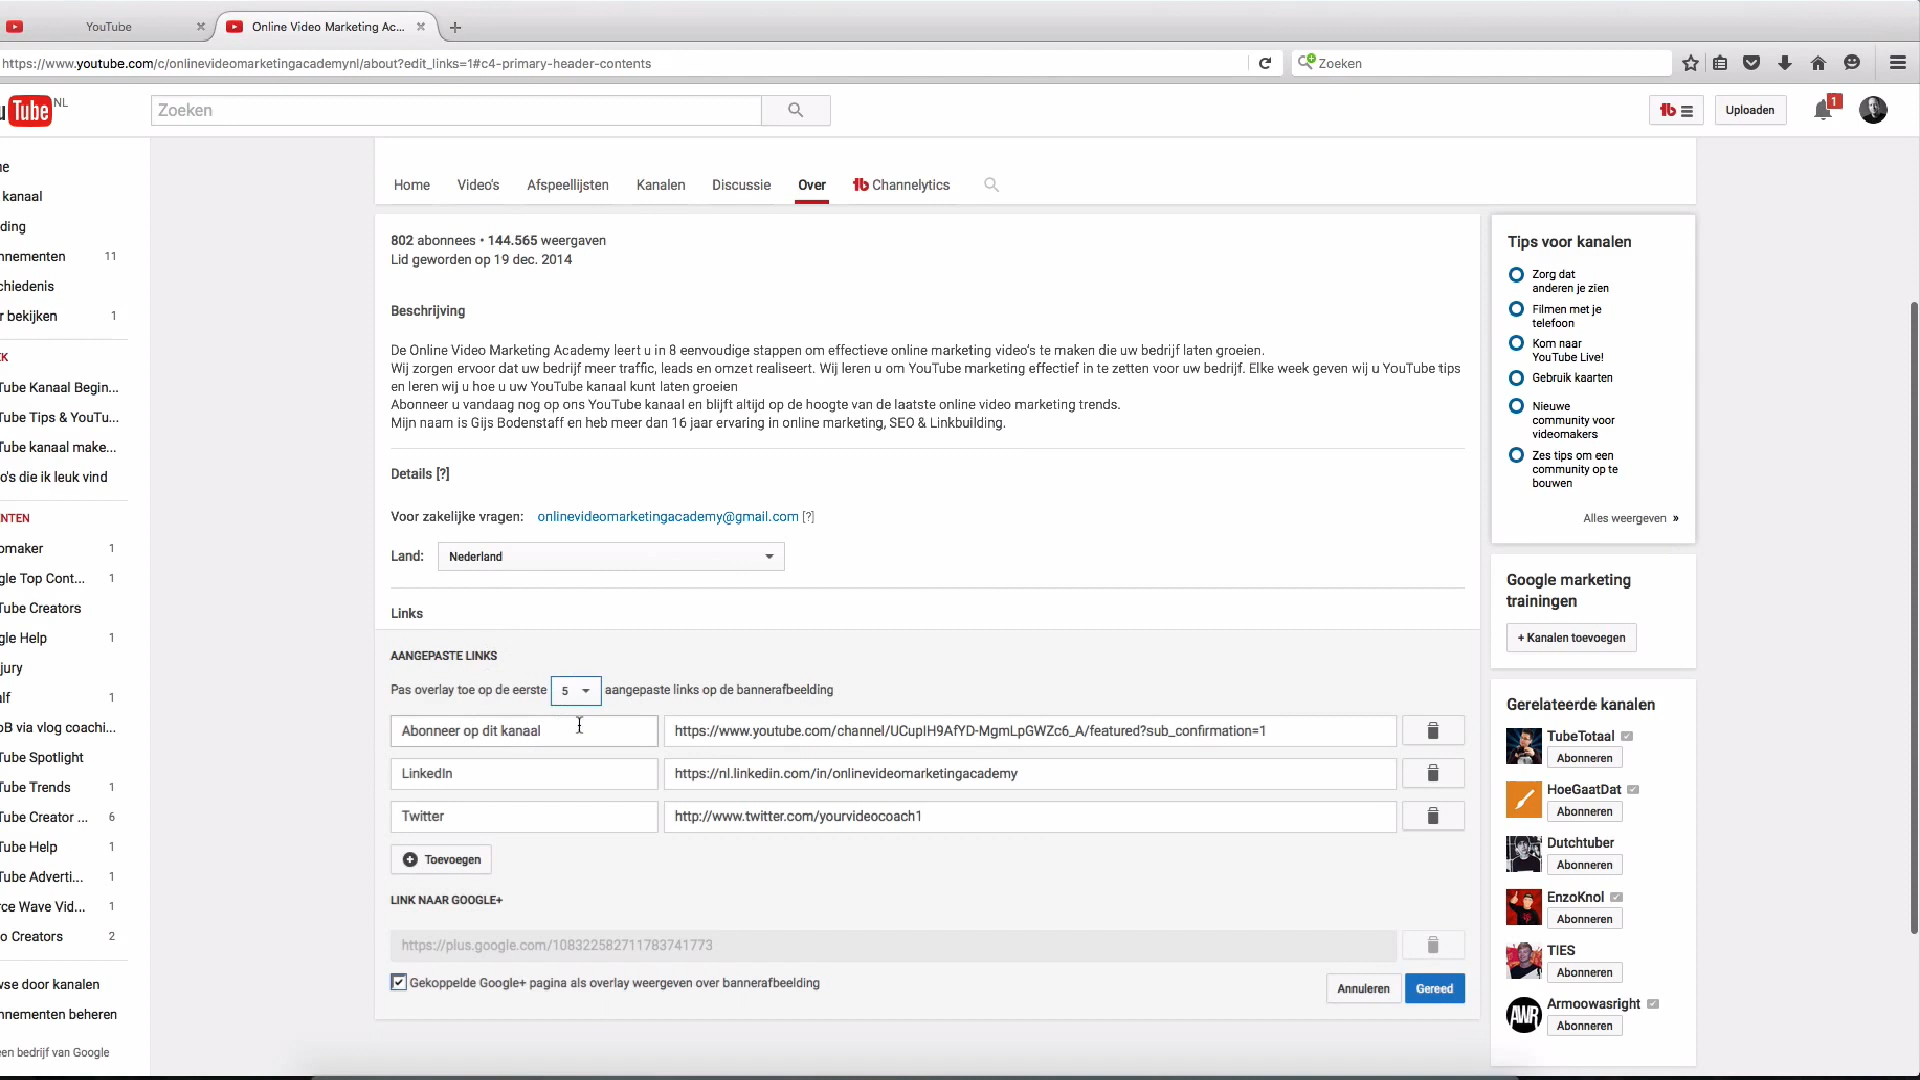 YouTube
Online Video Marketing Ac...
https://www.youtube.com/c/onlinevideomarketingacademynl/about?edit_links=1#c4-primary-header-contents
Zoeken
Tube NL
Zoeken
Uploaden
1
ne
kanaal
ding
nnementen 11
chiedenis
r bekijken 1
EK
Tube Kanaal Begin...
Tube Tips & YouTu...
Tube kanaal make...
o's die ik leuk vind
NTEN
omaker 1
gle Top Cont... 1
Tube Creators
gle Help 1
jury
lf 1
oB via vlog coachi...
Tube Spotlight
Tube Trends 1
Tube Creator ... 6
Tube Help 1
Tube Adverti... 1
rce Wave Vid... 1
o Creators 2
wse door kanalen
nnementen beheren
een bedrijf van Google
Home Video's Afspeellijsten Kanalen Discussie Over Channelytics
802 abonnees • 144.565 weergaven
Lid geworden op 19 dec. 2014
Beschrijving
De Online Video Marketing Academy leert u in 8 eenvoudige stappen om effectieve online marketing video's te maken die uw bedrijf laten groeien.
Wij zorgen ervoor dat uw bedrijf meer traffic, leads en omzet realiseert. Wij leren u om YouTube marketing effectief in te zetten voor uw bedrijf. Elke week geven wij u YouTube tips
en leren wij u hoe u uw YouTube kanaal kunt laten groeien
Abonneer u vandaag nog op ons YouTube kanaal en blijft altijd op de hoogte van de laatste online video marketing trends.
Mijn naam is Gijs Bodenstaff en heb meer dan 16 jaar ervaring in online marketing, SEO & Linkbuilding.
Details [?]
Voor zakelijke vragen: onlinevideomarketingacademy@gmail.com [?]
Land: Nederland
Links
AANGEPASTE LINKS
Pas overlay toe op de eerste 5 aangepaste links op de bannerafbeelding
Abonneer op dit kanaal https://www.youtube.com/channel/UCupIH9AfYD-MgmLpGWZc6_A/featured?sub_confirmation=1
LinkedIn https://nl.linkedin.com/in/onlinevideomarketingacademy
Twitter http://www.twitter.com/yourvideocoach1
Toevoegen
LINK NAAR GOOGLE+
https://plus.google.com/108322582711783741773
Gekoppelde Google+ pagina als overlay weergeven over bannerafbeelding
Annuleren Gereed
Tips voor kanalen
Zorg dat
anderen je zien
Filmen met je
telefoon
Kom naar
YouTube Live!
Gebruik kaarten
Nieuwe
community voor
videomakers
Zes tips om een
community op te
bouwen
Alles weergeven »
Google marketing
trainingen
+ Kanalen toevoegen
Gerelateerde kanalen
TubeTotaal
Abonneren
HoeGaatDat
Abonneren
Dutchtuber
Abonneren
EnzoKnol
Abonneren
TIES
Abonneren
AWR
Armoowasright
Abonneren